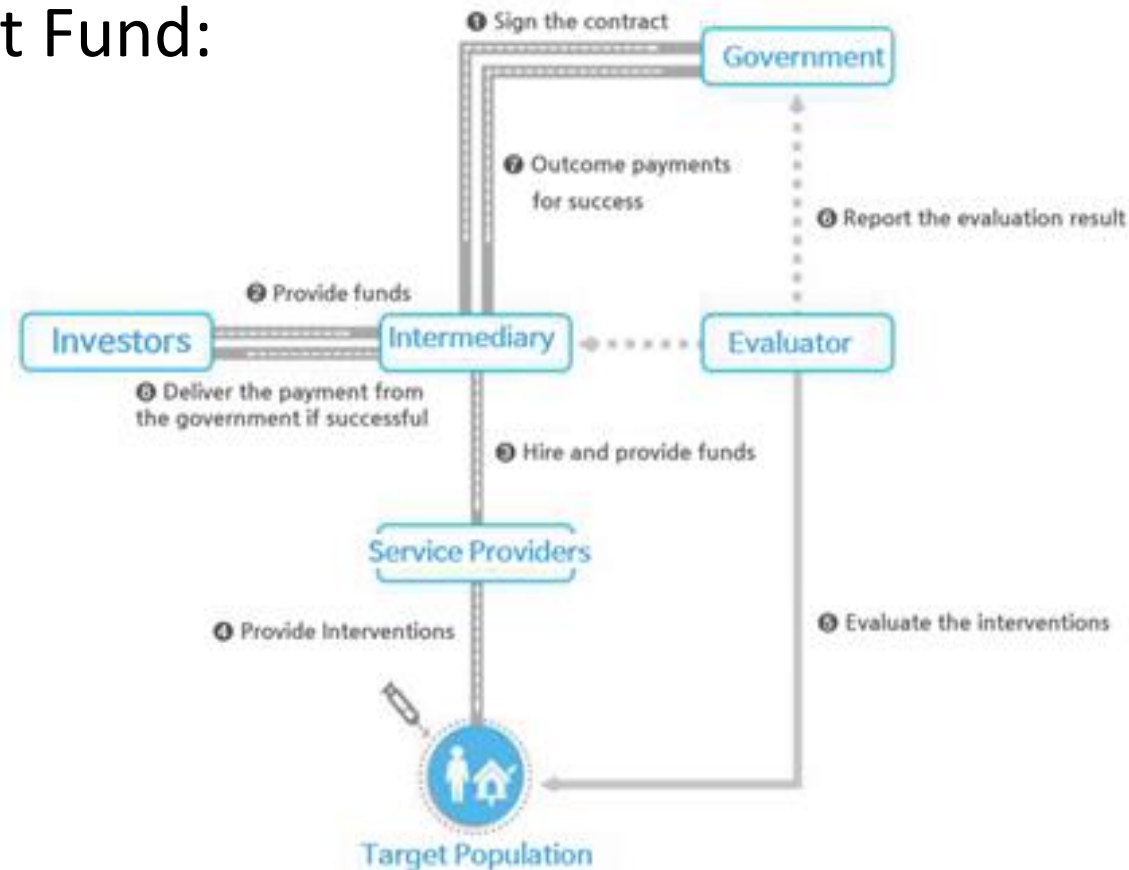 t Fund:
❶ Sign the contract
Government
❼ Outcome payments
for success
❻ Report the evaluation result
❷ Provide funds
Investors
Intermediary
Evaluator
❽ Deliver the payment from
the government if successful
❸ Hire and provide funds
Service Providers
❹ Provide Interventions
❺ Evaluate the interventions
Target Population